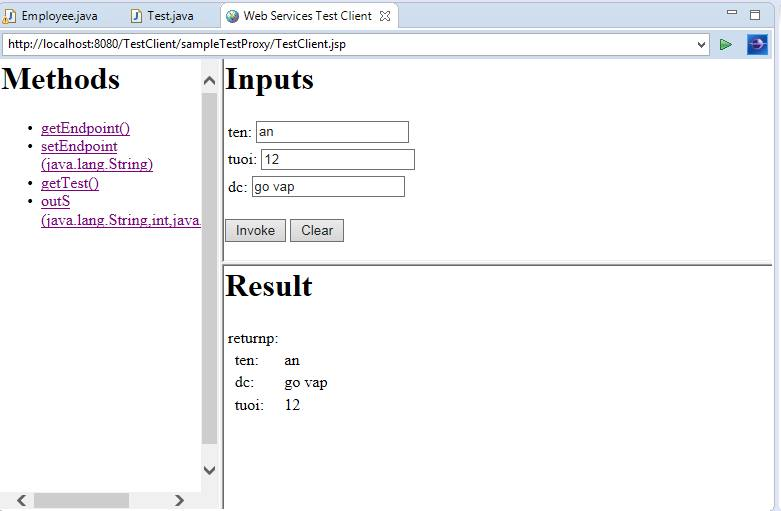 Employee.java
Test.java
Web Services Test Client
http://localhost:8080/TestClient/sampleTestProxy/TestClient.jsp
Methods
getEndpoint()
setEndpoint
(java.lang.String)
getTest()
outS
(java.lang.String,int,java.
Inputs
ten: an
tuoi: 12
dc: go vap
Invoke Clear
Result
returnp:
ten: an
dc: go vap
tuoi: 12